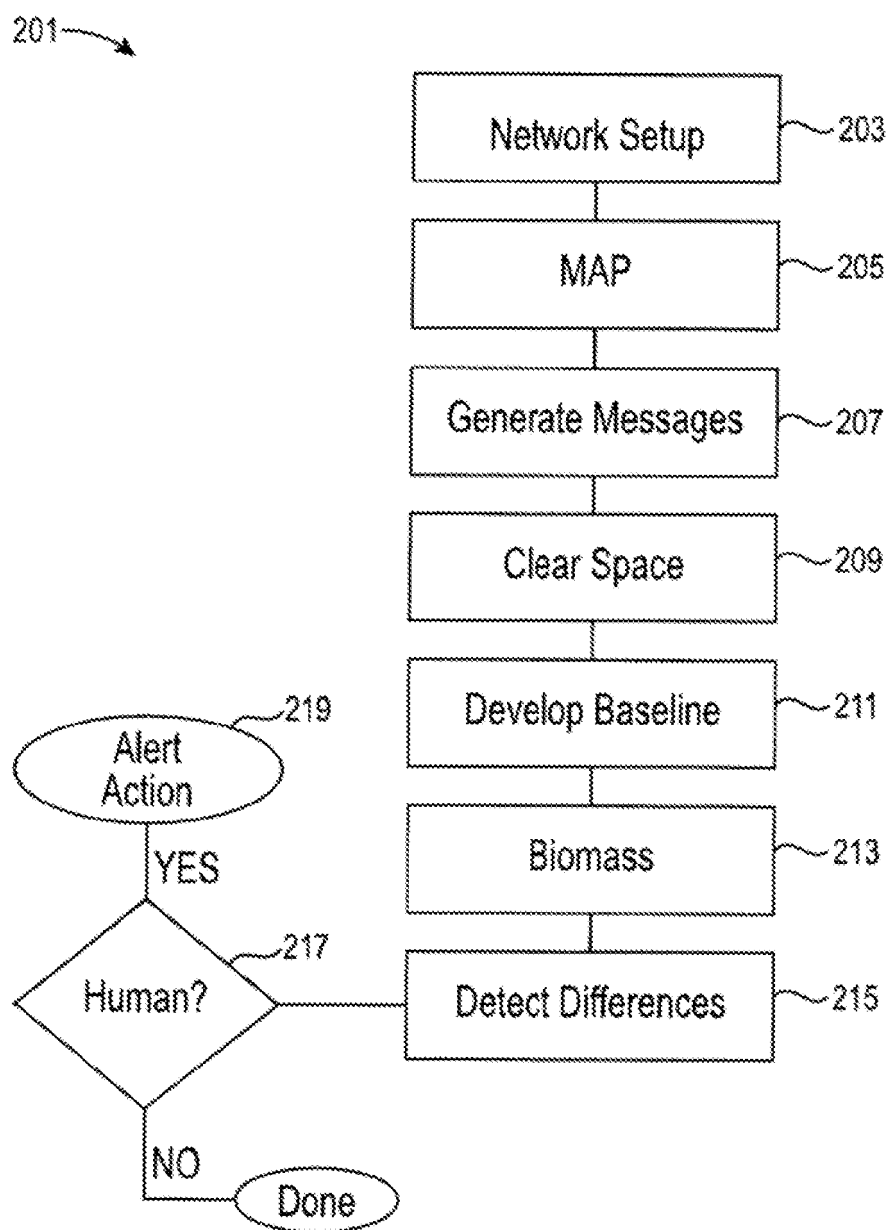 201
Network Setup
203
MAP
205
Generate Messages
207
Clear Space
209
Develop Baseline
211
Biomass
213
Detect Differences
215
Human?
217
YES
Alert
Action
219
NO
Done